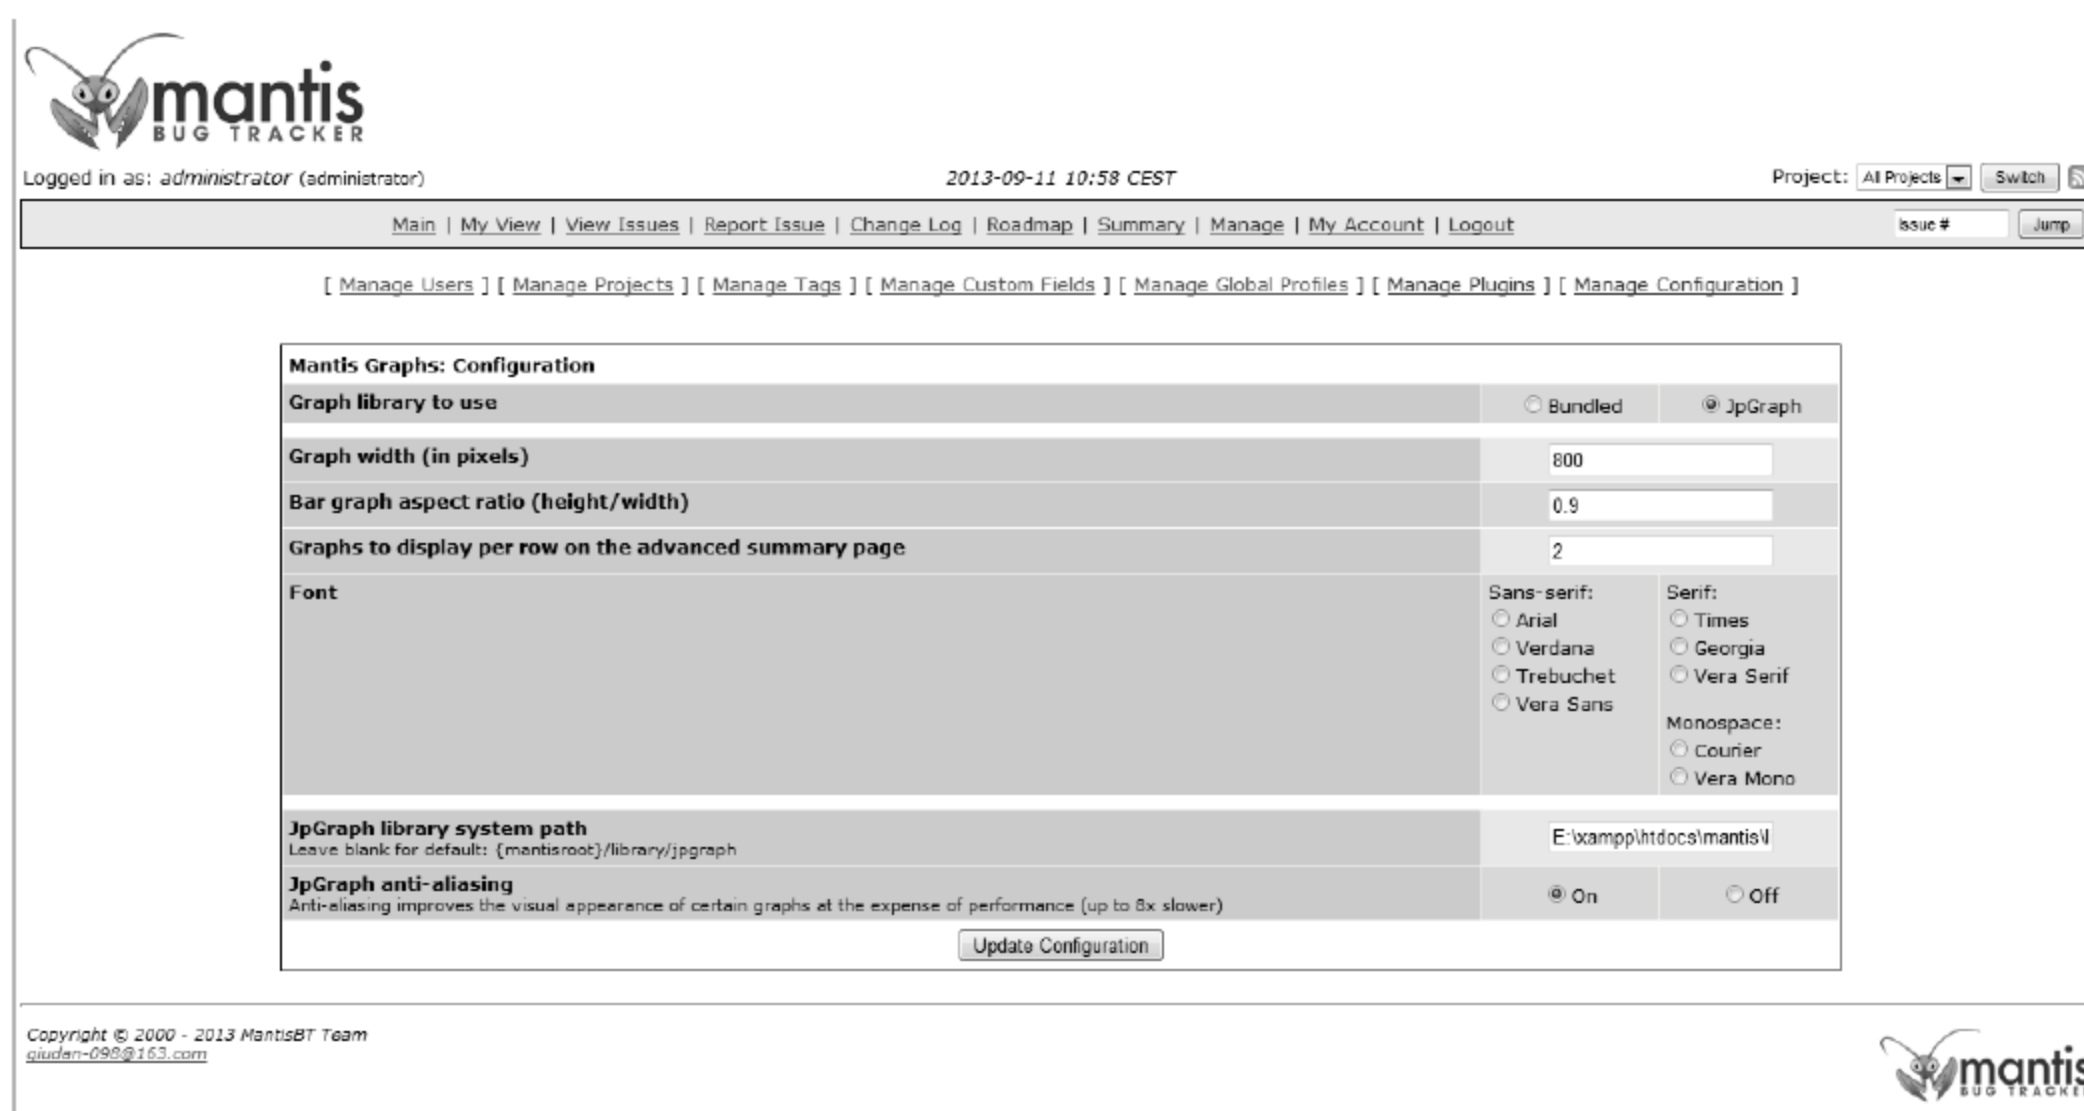 mantis
BUG TRACKER
Logged in as: administrator (administrator) 2013-09-11 10:58 CEST Project: All Projects Switch
Main | My View | View Issues | Report Issue | Change Log | Roadmap | Summary | Manage | My Account | Logout Issue # Jump
[ Manage Users ] [ Manage Projects ] [ Manage Tags ] [ Manage Custom Fields ] [ Manage Global Profiles ] [ Manage Plugins ] [ Manage Configuration ]
Mantis Graphs: Configuration
Graph library to use Bundled JpGraph
Graph width (in pixels) 800
Bar graph aspect ratio (height/width) 0.9
Graphs to display per row on the advanced summary page 2
Font Sans-serif: Serif:
Arial Times
Verdana Georgia
Trebuchet Vera Serif
Vera Sans
Monospace:
Courier
Vera Mono
JpGraph library system path
Leave blank for default: {mantisroot}/library/jpgraph
E:\xampp\htdocs\mantis\l
JpGraph anti-aliasing
Anti-aliasing improves the visual appearance of certain graphs at the expense of performance (up to 8x slower)
On Off
Update Configuration
Copyright © 2000 - 2013 MantisBT Team
qiudan-098@163.com
mantis
BUG TRACKER